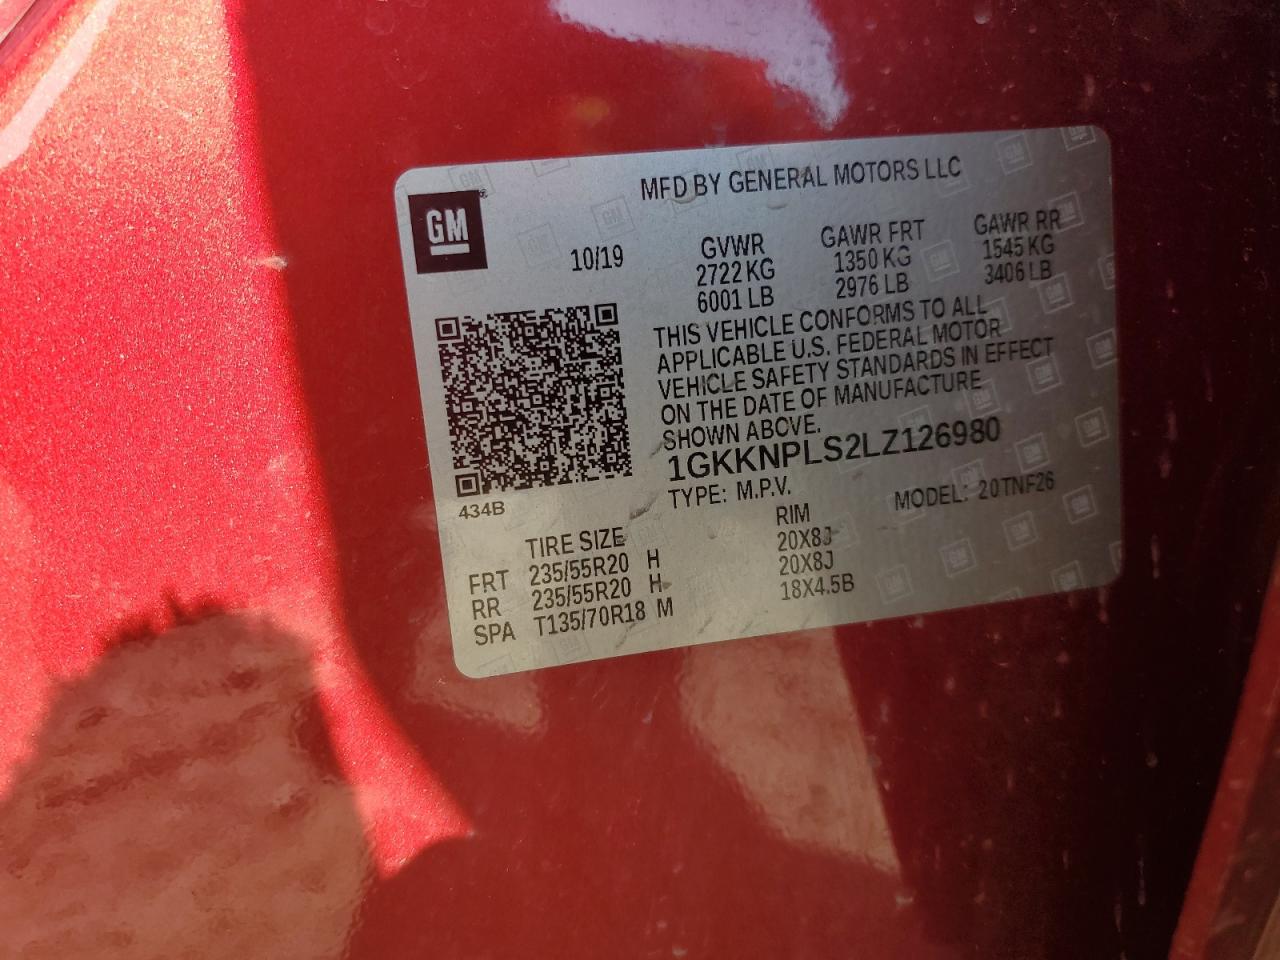 MFD BY GENERAL MOTORS LLC
GM
10/19
GVWR GAWR FRT GAWR RR
2722 KG 1350 KG 1545 KG
6001 LB 2976 LB 3406 LB
THIS VEHICLE CONFORMS TO ALL
APPLICABLE U.S. FEDERAL MOTOR
VEHICLE SAFETY STANDARDS IN EFFECT
ON THE DATE OF MANUFACTURE
SHOWN ABOVE.
1GKKNPLS2LZ126980
TYPE: M.P.V. MODEL: 20TNF26
434B
TIRE SIZE RIM
FRT 235/55R20 H 20X8J
RR 235/55R20 H 20X8J
SPA T135/70R18 M 18X4.5B